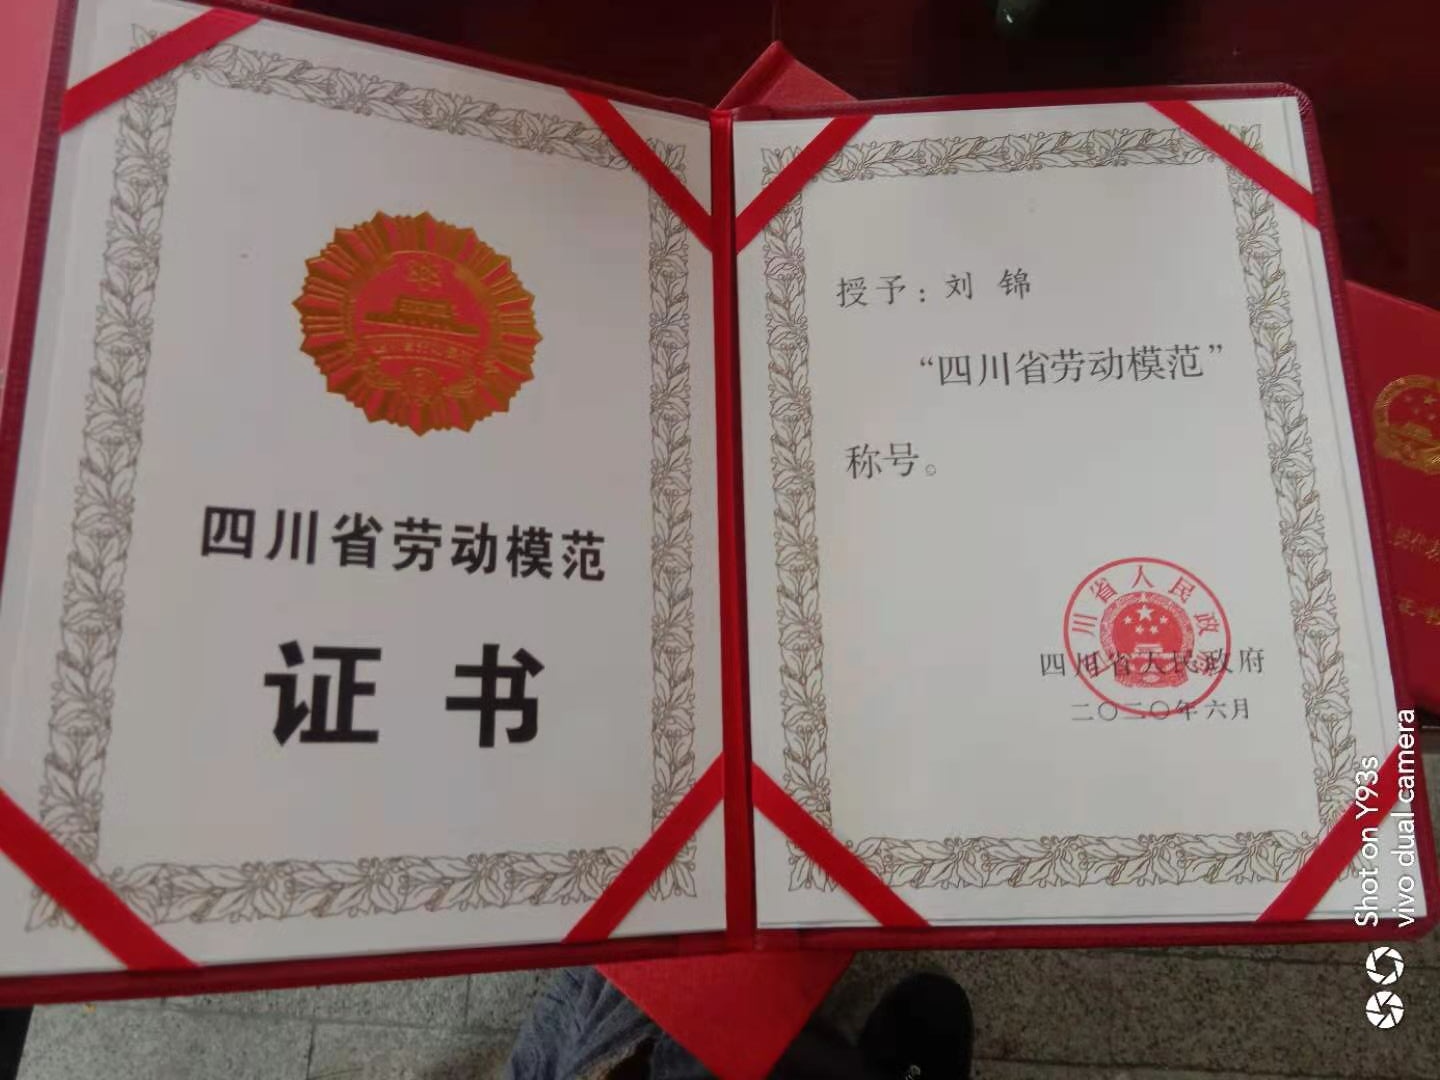 四川省劳动模范
证书
授予：刘锦
“四川省劳动模范”
称号。
川省人民政
四川省人民政府
二〇二〇年六月
证书
Shot on Y93s
vivo dual camera